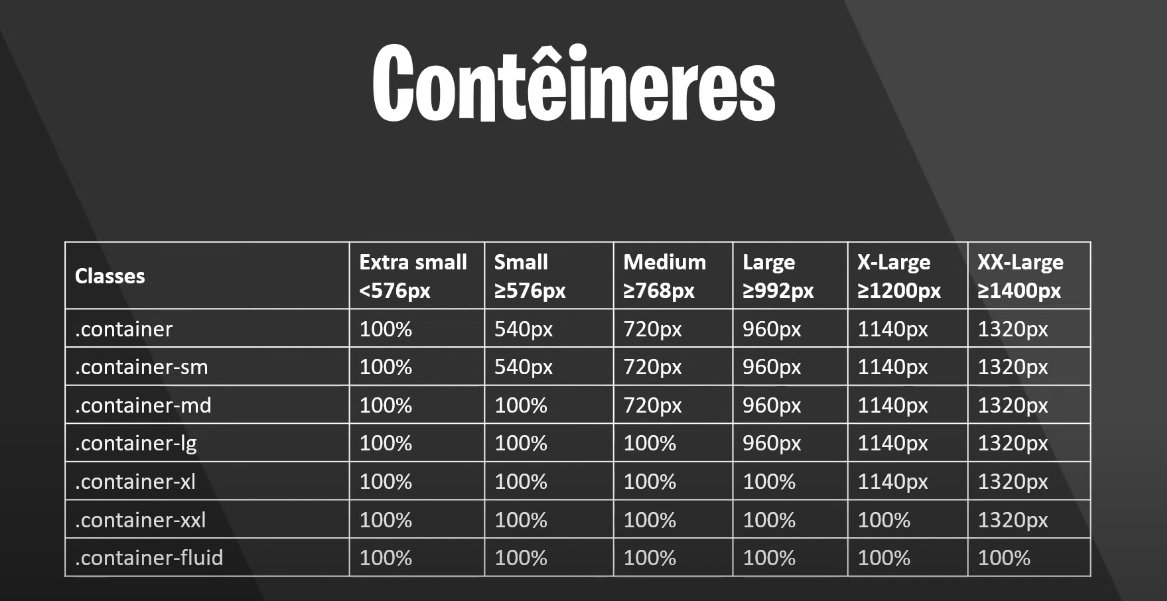 Contêineres
Classes Extra small <576px Small ≥576px Medium ≥768px Large ≥992px X-Large ≥1200px XX-Large ≥1400px
.container 100% 540px 720px 960px 1140px 1320px
.container-sm 100% 540px 720px 960px 1140px 1320px
.container-md 100% 100% 720px 960px 1140px 1320px
.container-lg 100% 100% 100% 960px 1140px 1320px
.container-xl 100% 100% 100% 100% 1140px 1320px
.container-xxl 100% 100% 100% 100% 100% 1320px
.container-fluid 100% 100% 100% 100% 100% 100%